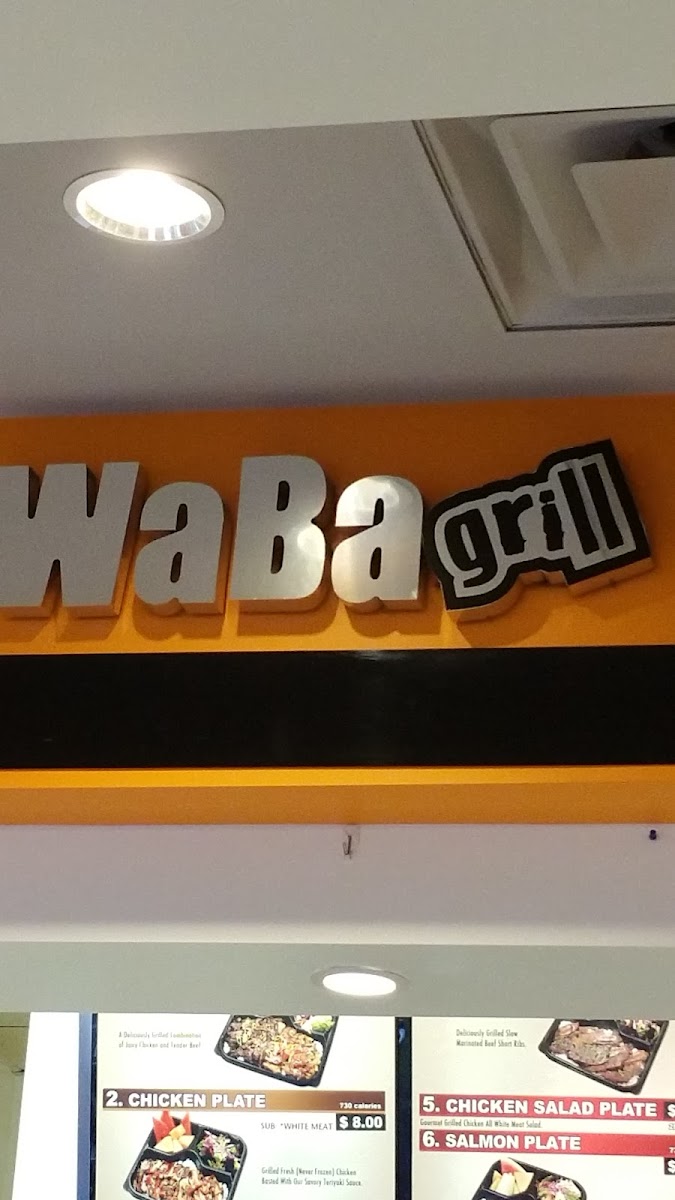 WaBa grill
A Deliciously Grilled Combination
of Juicy Chicken and Tender Beef
2. CHICKEN PLATE 730 calories
SUB: *WHITE MEAT $ 8.00
Grilled Fresh [Never Frozen] Chicken
Basted With Our Savory Teriyaki Sauce.
Deliciously Grilled Slow
Marinated Beef Short Ribs.
5. CHICKEN SALAD PLATE $
Gourmet Grilled Chicken All White Meat Salad.
6. SALMON PLATE
$